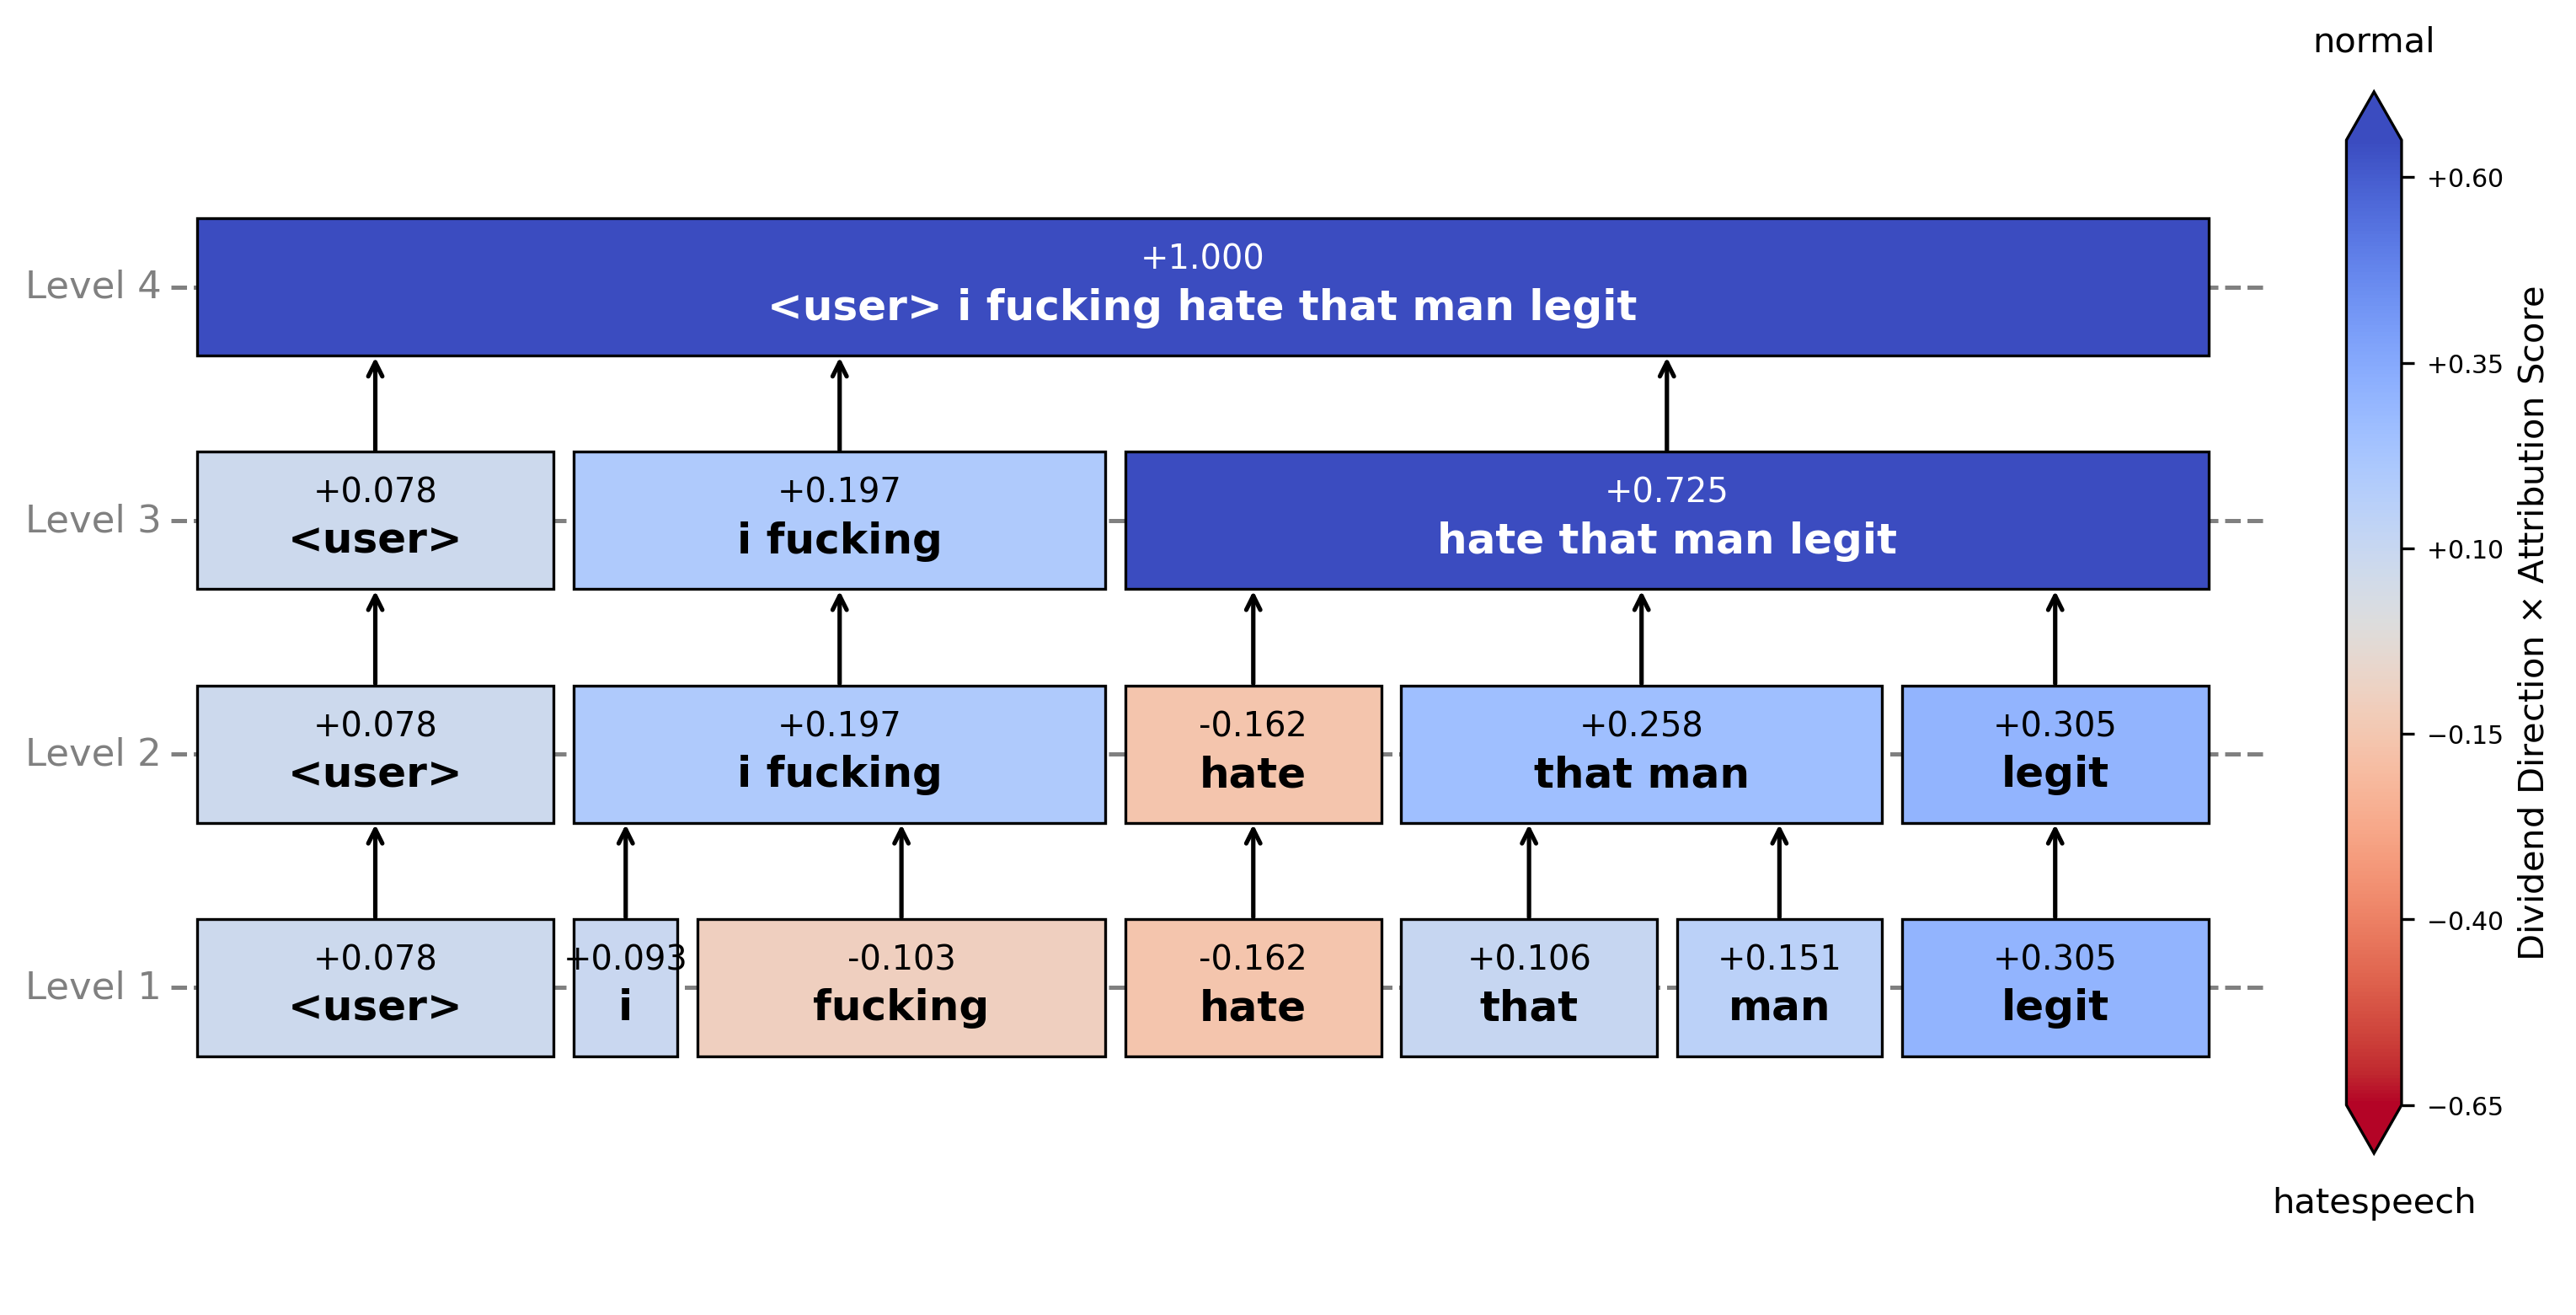 normal
Level 4
+1.000
<user> i fucking hate that man legit
Level 3
+0.078
<user>
+0.197
i fucking
+0.725
hate that man legit
Level 2
+0.078
<user>
+0.197
i fucking
-0.162
hate
+0.258
that man
+0.305
legit
Level 1
+0.078
<user>
+0.093
i
-0.103
fucking
-0.162
hate
+0.106
that
+0.151
man
+0.305
legit
+0.60
+0.35
+0.10
−0.15
−0.40
−0.65
Dividend Direction × Attribution Score
hatespeech